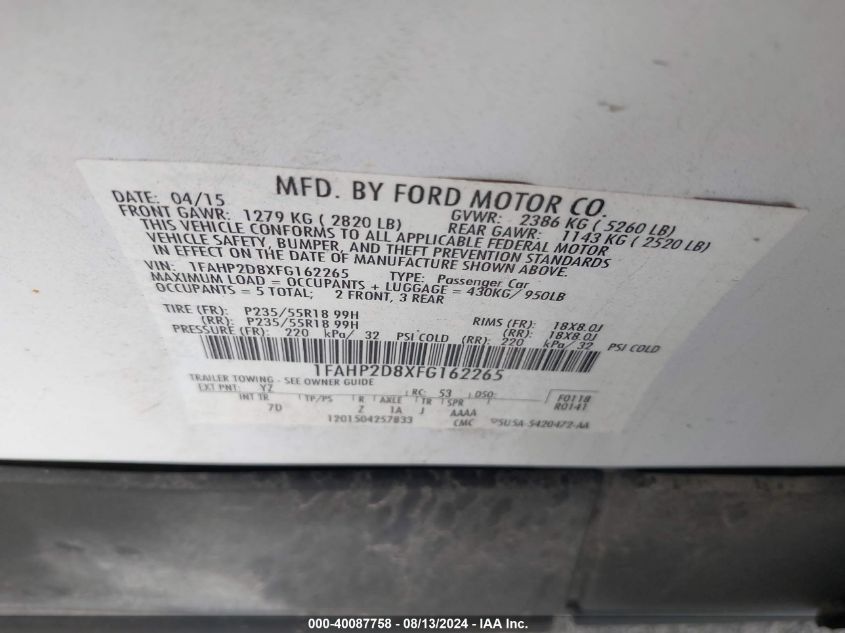 MFD. BY FORD MOTOR CO.
DATE: 04/15 GVWR: 2386 KG ( 5260 LB)
FRONT GAWR: 1279 KG ( 2820 LB) REAR GAWR: 1143 KG ( 2520 LB)
THIS VEHICLE CONFORMS TO ALL APPLICABLE FEDERAL MOTOR
VEHICLE SAFETY, BUMPER, AND THEFT PREVENTION STANDARDS
IN EFFECT ON THE DATE OF MANUFACTURE SHOWN ABOVE.
VIN: 1FAHP2D8XFG162265 TYPE: Passenger Car
MAXIMUM LOAD = OCCUPANTS + LUGGAGE = 430KG/ 950LB
OCCUPANTS = 5 TOTAL; 2 FRONT, 3 REAR
TIRE (FR): P235/55R18 99H RIMS (FR): 18X8.0J
(RR): P235/55R18 99H (RR): 18X8.0J
PRESSURE (FR): 220 kPa/ 32 PSI COLD (RR): 220 kPa/ 32 PSI COLD
1FAHP2D8XFG162265
TRAILER TOWING - SEE OWNER GUIDE
EXT PNT: YZ RC: 53 DSO: F0118
INT TR TP/PS R AXLE TR SPR R0141
7D Z 1A J AAAA
1201504257833 CMC 5U5A-5420472-AA
000-40087758 - 08/13/2024 - IAA Inc.